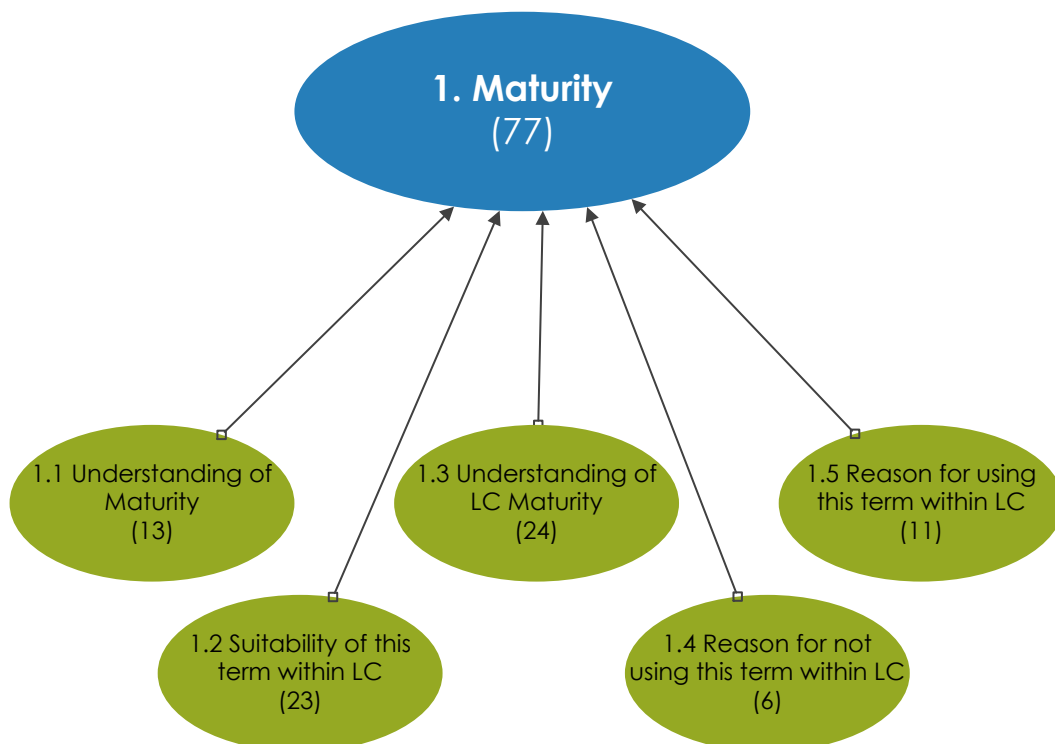 1. Maturity
(77)
1.1 Understanding of
Maturity
(13)
1.3 Understanding of
LC Maturity
(24)
1.5 Reason for using
this term within LC
(11)
1.2 Suitability of this
term within LC
(23)
1.4 Reason for not
using this term within LC
(6)